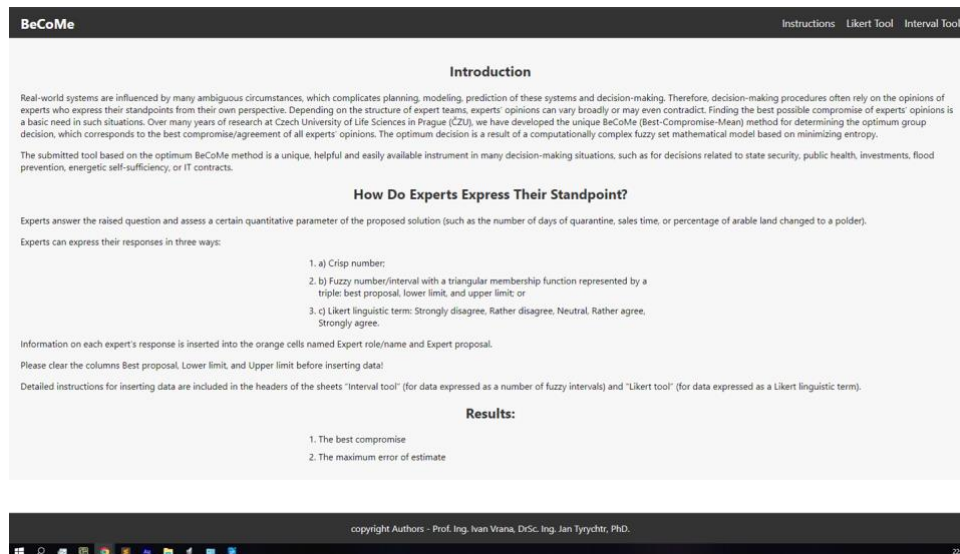 BeCoMe
Instructions Likert Tool Interval Tool
Introduction
Real-world systems are influenced by many ambiguous circumstances, which complicates planning, modeling, prediction of these systems and decision-making. Therefore, decision-making procedures often rely on the opinions of
experts who express their standpoints from their own perspective. Depending on the structure of expert teams, experts' opinions can vary broadly or may even contradict. Finding the best possible compromise of experts' opinions is
a basic need in such situations. Over many years of research at Czech University of Life Sciences in Prague (ČZU), we have developed the unique BeCoMe (Best-Compromise-Mean) method for determining the optimum group
decision, which corresponds to the best compromise/agreement of all experts' opinions. The optimum decision is a result of a computationally complex fuzzy set mathematical model based on minimizing entropy.
The submitted tool based on the optimum BeCoMe method is a unique, helpful and easily available instrument in many decision-making situations, such as for decisions related to state security, public health, investments, flood
prevention, energetic self-sufficiency, or IT contracts.
How Do Experts Express Their Standpoint?
Experts answer the raised question and assess a certain quantitative parameter of the proposed solution (such as the number of days of quarantine, sales time, or percentage of arable land changed to a polder).
Experts can express their responses in three ways:
1. a) Crisp number;
2. b) Fuzzy number/interval with a triangular membership function represented by a
triple: best proposal, lower limit, and upper limit; or
3. c) Likert linguistic term: Strongly disagree, Rather disagree, Neutral, Rather agree,
Strongly agree.
Information on each expert's response is inserted into the orange cells named Expert role/name and Expert proposal.
Please clear the columns Best proposal, Lower limit, and Upper limit before inserting data!
Detailed instructions for inserting data are included in the headers of the sheets "Interval tool" (for data expressed as a number of fuzzy intervals) and "Likert tool" (for data expressed as a Likert linguistic term).
Results:
1. The best compromise
2. The maximum error of estimate
copyright Authors - Prof. Ing. Ivan Vrana, DrSc. Ing. Jan Tyrychtr, PhD.